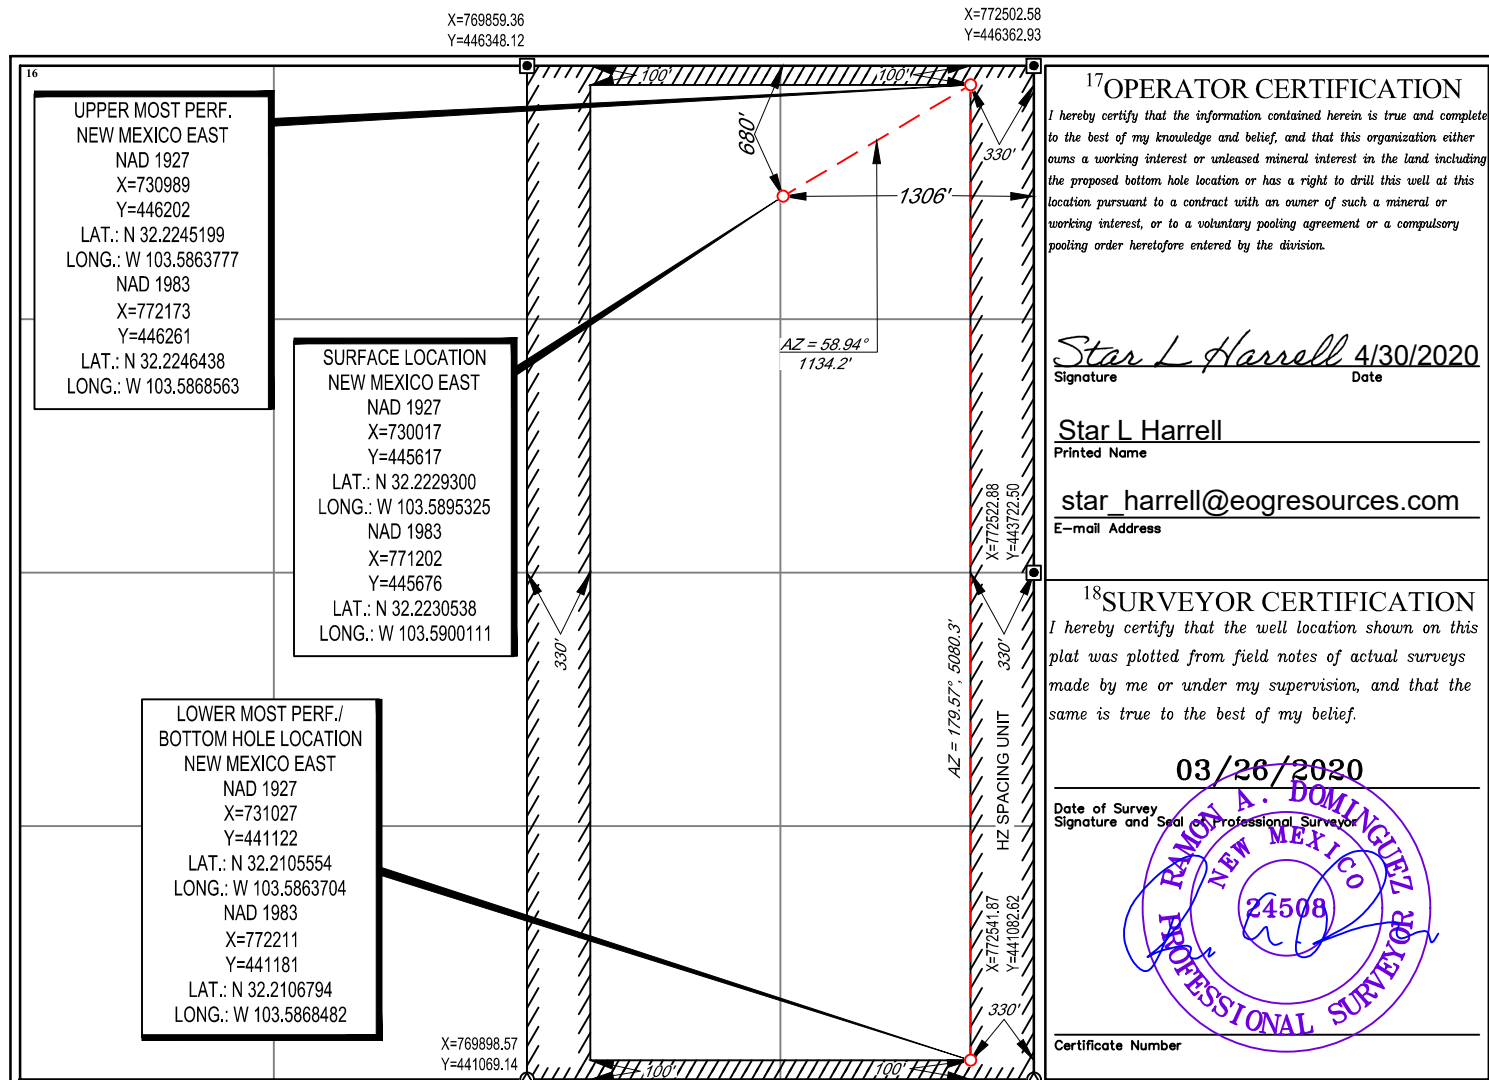 X=769859.36
Y=446348.12
X=772502.58
Y=446362.93
16
100'
100'
680'
330'
1306'
AZ = 58.94°
1134.2'
UPPER MOST PERF.
NEW MEXICO EAST
NAD 1927
X=730989
Y=446202
LAT.: N 32.2245199
LONG.: W 103.5863777
NAD 1983
X=772173
Y=446261
LAT.: N 32.2246438
LONG.: W 103.5868563
SURFACE LOCATION
NEW MEXICO EAST
NAD 1927
X=730017
Y=445617
LAT.: N 32.2229300
LONG.: W 103.5895325
NAD 1983
X=771202
Y=445676
LAT.: N 32.2230538
LONG.: W 103.5900111
X=772522.88
Y=443722.50
330'
330'
AZ = 179.57°, 5080.3'
HZ SPACING UNIT
LOWER MOST PERF./
BOTTOM HOLE LOCATION
NEW MEXICO EAST
NAD 1927
X=731027
Y=441122
LAT.: N 32.2105554
LONG.: W 103.5863704
NAD 1983
X=772211
Y=441181
LAT.: N 32.2106794
LONG.: W 103.5868482
X=772541.87
Y=441082.62
330'
X=769898.57
Y=441069.14
100'
100'
17 OPERATOR CERTIFICATION
I hereby certify that the information contained herein is true and complete
to the best of my knowledge and belief, and that this organization either
owns a working interest or unleased mineral interest in the land including
the proposed bottom hole location or has a right to drill this well at this
location pursuant to a contract with an owner of such a mineral or
working interest, or to a voluntary pooling agreement or a compulsory
pooling order heretofore entered by the division.
Star L Harrell 4/30/2020
Signature Date
Star L Harrell
Printed Name
star_harrell@eogresources.com
E-mail Address
18 SURVEYOR CERTIFICATION
I hereby certify that the well location shown on this
plat was plotted from field notes of actual surveys
made by me or under my supervision, and that the
same is true to the best of my belief.
03/26/2020
Date of Survey
Signature and Seal of Professional Surveyor
RAMON A. DOMINGUEZ
NEW MEXICO
24508
PROFESSIONAL SURVEYOR
Certificate Number